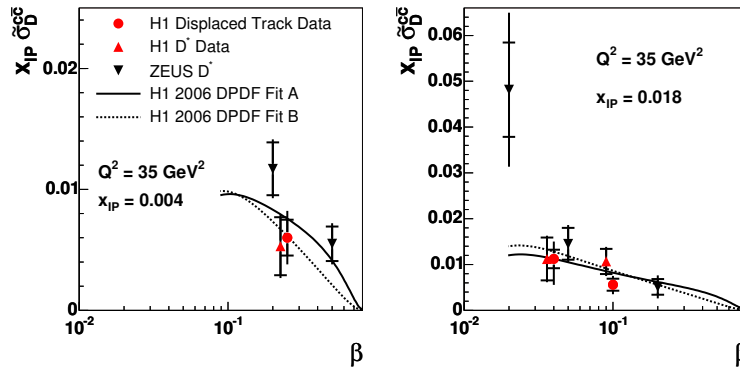 x_IP σ̃_D^cc̄
0.02
0.01
0
H1 Displaced Track Data
H1 D* Data
ZEUS D*
H1 2006 DPDF Fit A
H1 2006 DPDF Fit B
Q² = 35 GeV²
x_IP = 0.004
10⁻²
10⁻¹
β
x_IP σ̃_D^cc̄
0.06
0.05
0.04
0.03
0.02
0.01
0
Q² = 35 GeV²
x_IP = 0.018
10⁻²
10⁻¹
β